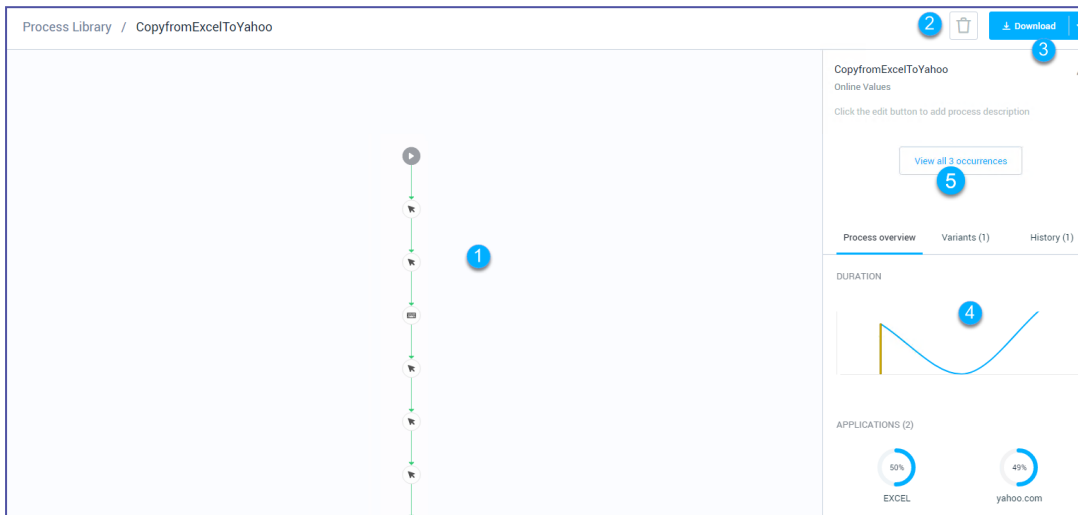 Process Library / CopyfromExcelToYahoo
2
Download
3
CopyfromExcelToYahoo
Online Values
Click the edit button to add process description
View all 3 occurrences
5
1
Process overview Variants (1) History (1)
DURATION
4
APPLICATIONS (2)
50% 49%
EXCEL yahoo.com